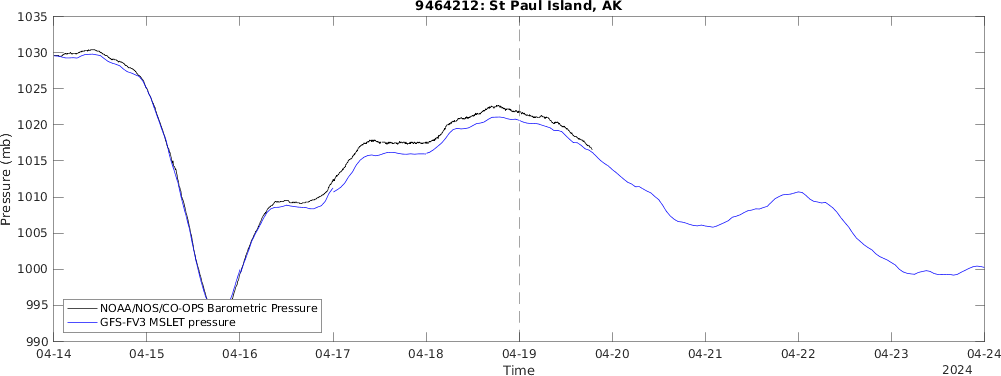 9464212: St Paul Island, AK
Pressure (mb)
1035
1030
1025
1020
1015
1010
1005
1000
995
990
NOAA/NOS/CO-OPS Barometric Pressure
GFS-FV3 MSLET pressure
04-14 04-15 04-16 04-17 04-18 04-19 04-20 04-21 04-22 04-23 04-24
Time
2024